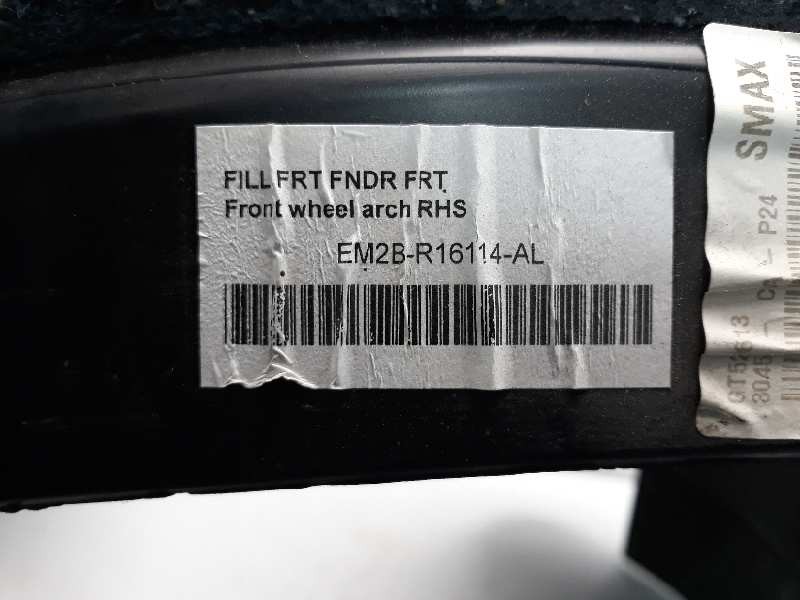 FILL FRT FNDR FRT
Front wheel arch RHS
EM2B-R16114-AL
SMAX
P24